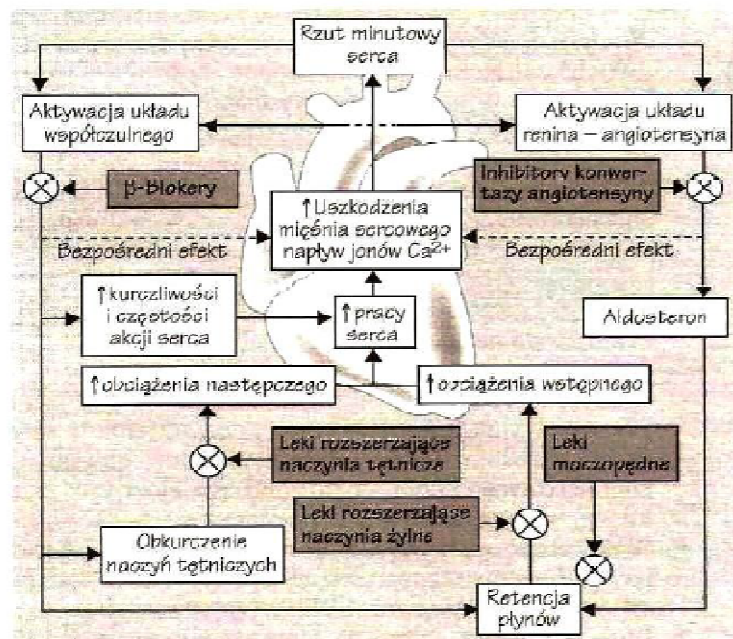 Rzut minutowy
serca
Aktywacja układu
współczulnego
Aktywacja układu
renina – angiotensyna
β-Blokery
Inhibitory konwer-
tazy angiotensyny
↑Uszkodzenia
mięśnia sercowego
napływ jonów Ca2+
Bezpośredni efekt
Bezpośredni efekt
↑kurczliwości
i częstości
akcji serca
↑pracy
serca
Aldosteron
↑obciążenia następczego
↑obciążenia wstępnego
Leki rozszerzające
naczynia tętnicze
Leki
moczopędne
Leki rozszerzające
naczynia żylne
Obkurczenie
naczyń tętniczych
Retencja
płynów